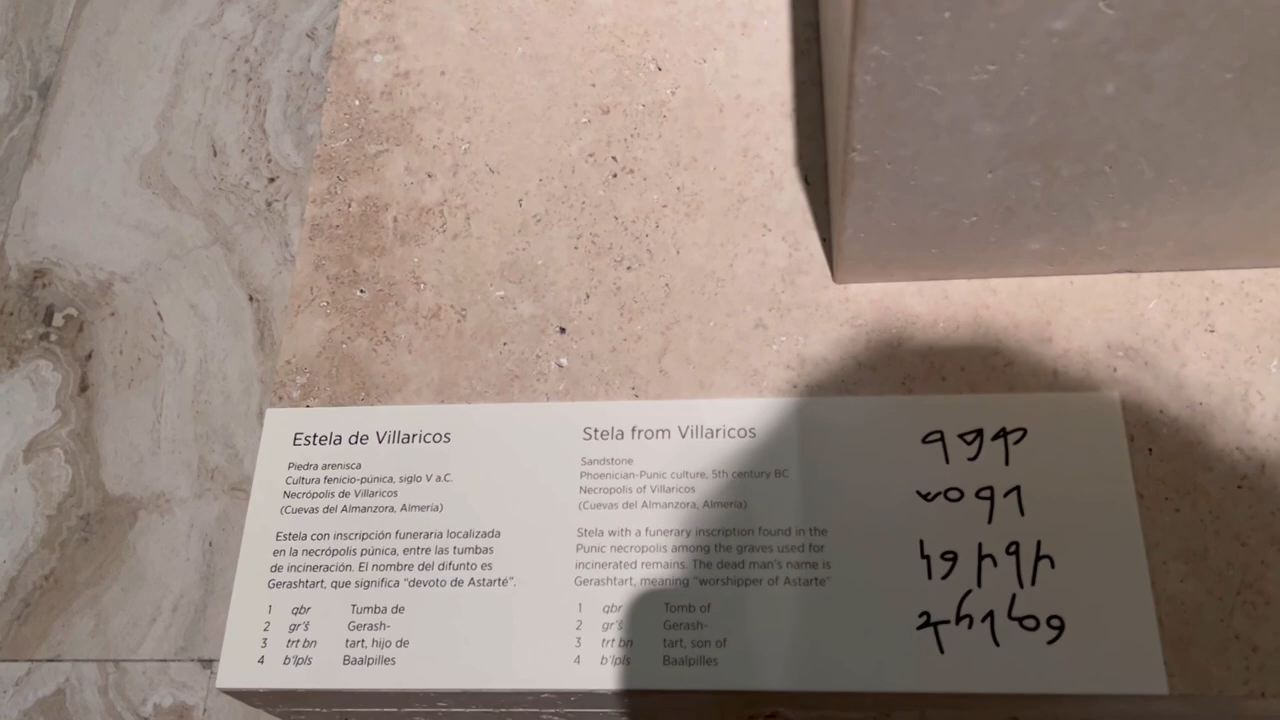 Estela de Villaricos
Piedra arenisca
Cultura fenicio-púnica, siglo V a.C.
Necrópolis de Villaricos
(Cuevas del Almanzora, Almería)
Estela con inscripción funeraria localizada
en la necrópolis púnica, entre las tumbas
de incineración. El nombre del difunto es
Gerashtart, que significa “devoto de Astarté”.
1 qbr Tumba de
2 gr'š Gerash-
3 trt bn tart, hijo de
4 b'lpls Baalpilles
Stela from Villaricos
Sandstone
Phoenician-Punic culture, 5th century BC
Necropolis of Villaricos
(Cuevas del Almanzora, Almería)
Stela with a funerary inscription found in the
Punic necropolis among the graves used for
incinerated remains. The dead man's name is
Gerashtart, meaning “worshipper of Astarte”
1 qbr Tomb of
2 gr'š Gerash-
3 trt bn tart, son of
4 b'lpls Baalpilles
𐤒𐤁𐤓
𐤂𐤓𐤏𐤔
𐤕𐤓𐤕𐤁𐤍
𐤁𐤏𐤋𐤐𐤋𐤎